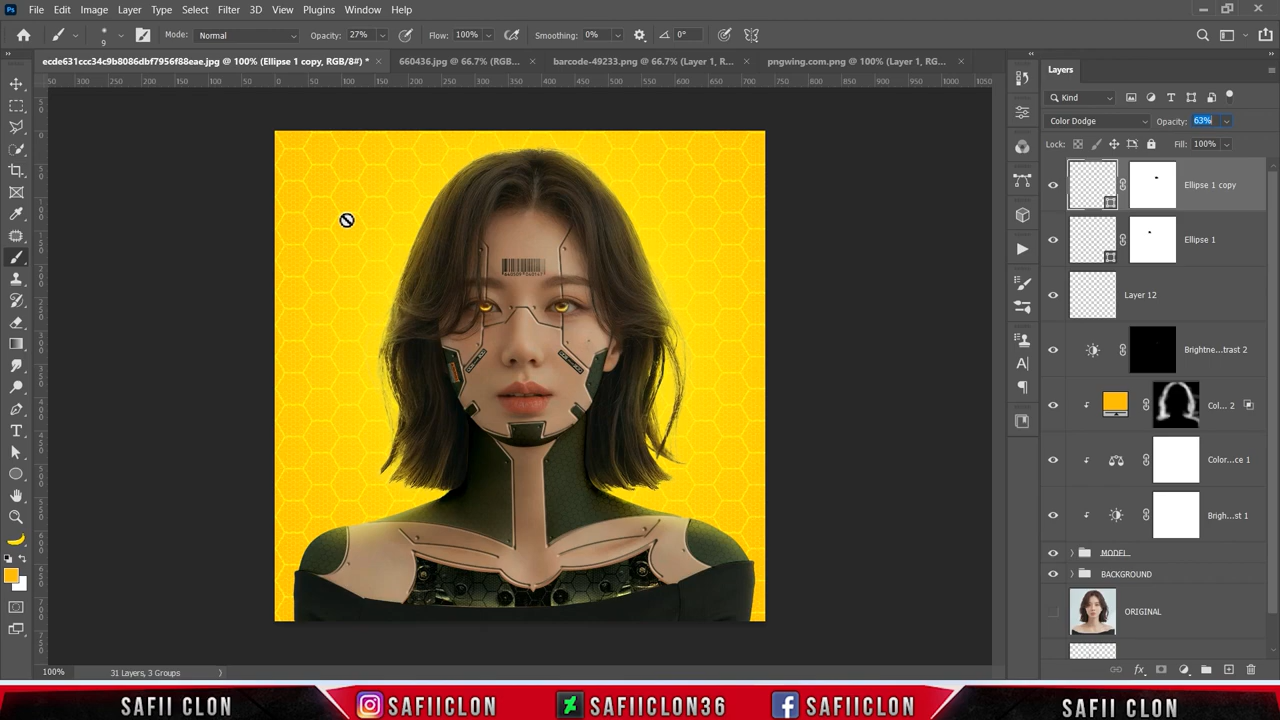 Ps File Edit Image Layer Type Select Filter 3D View Plugins Window Help
9 Mode: Normal Opacity: 27% Flow: 100% Smoothing: 0% 0°
ecde631ccc34c9b8086dbf7956f88eae.jpg @ 100% (Ellipse 1 copy, RGB/8#) * 660436.jpg @ 66.7% (RGB... barcode-49233.png @ 66.7% (Layer 1, R... pngwing.com.png @ 100% (Layer 1, RG...
Layers
Kind
Color Dodge Opacity: 63%
Lock: Fill: 100%
Ellipse 1 copy
Ellipse 1
Layer 12
Brightne...trast 2
Col... 2
Color...ce 1
Brigh...st 1
MODEL
BACKGROUND
ORIGINAL
100% 31 Layers, 3 Groups
SAFII CLON SAFIICLON SAFIICLON36 SAFIICLON SAFII CLON